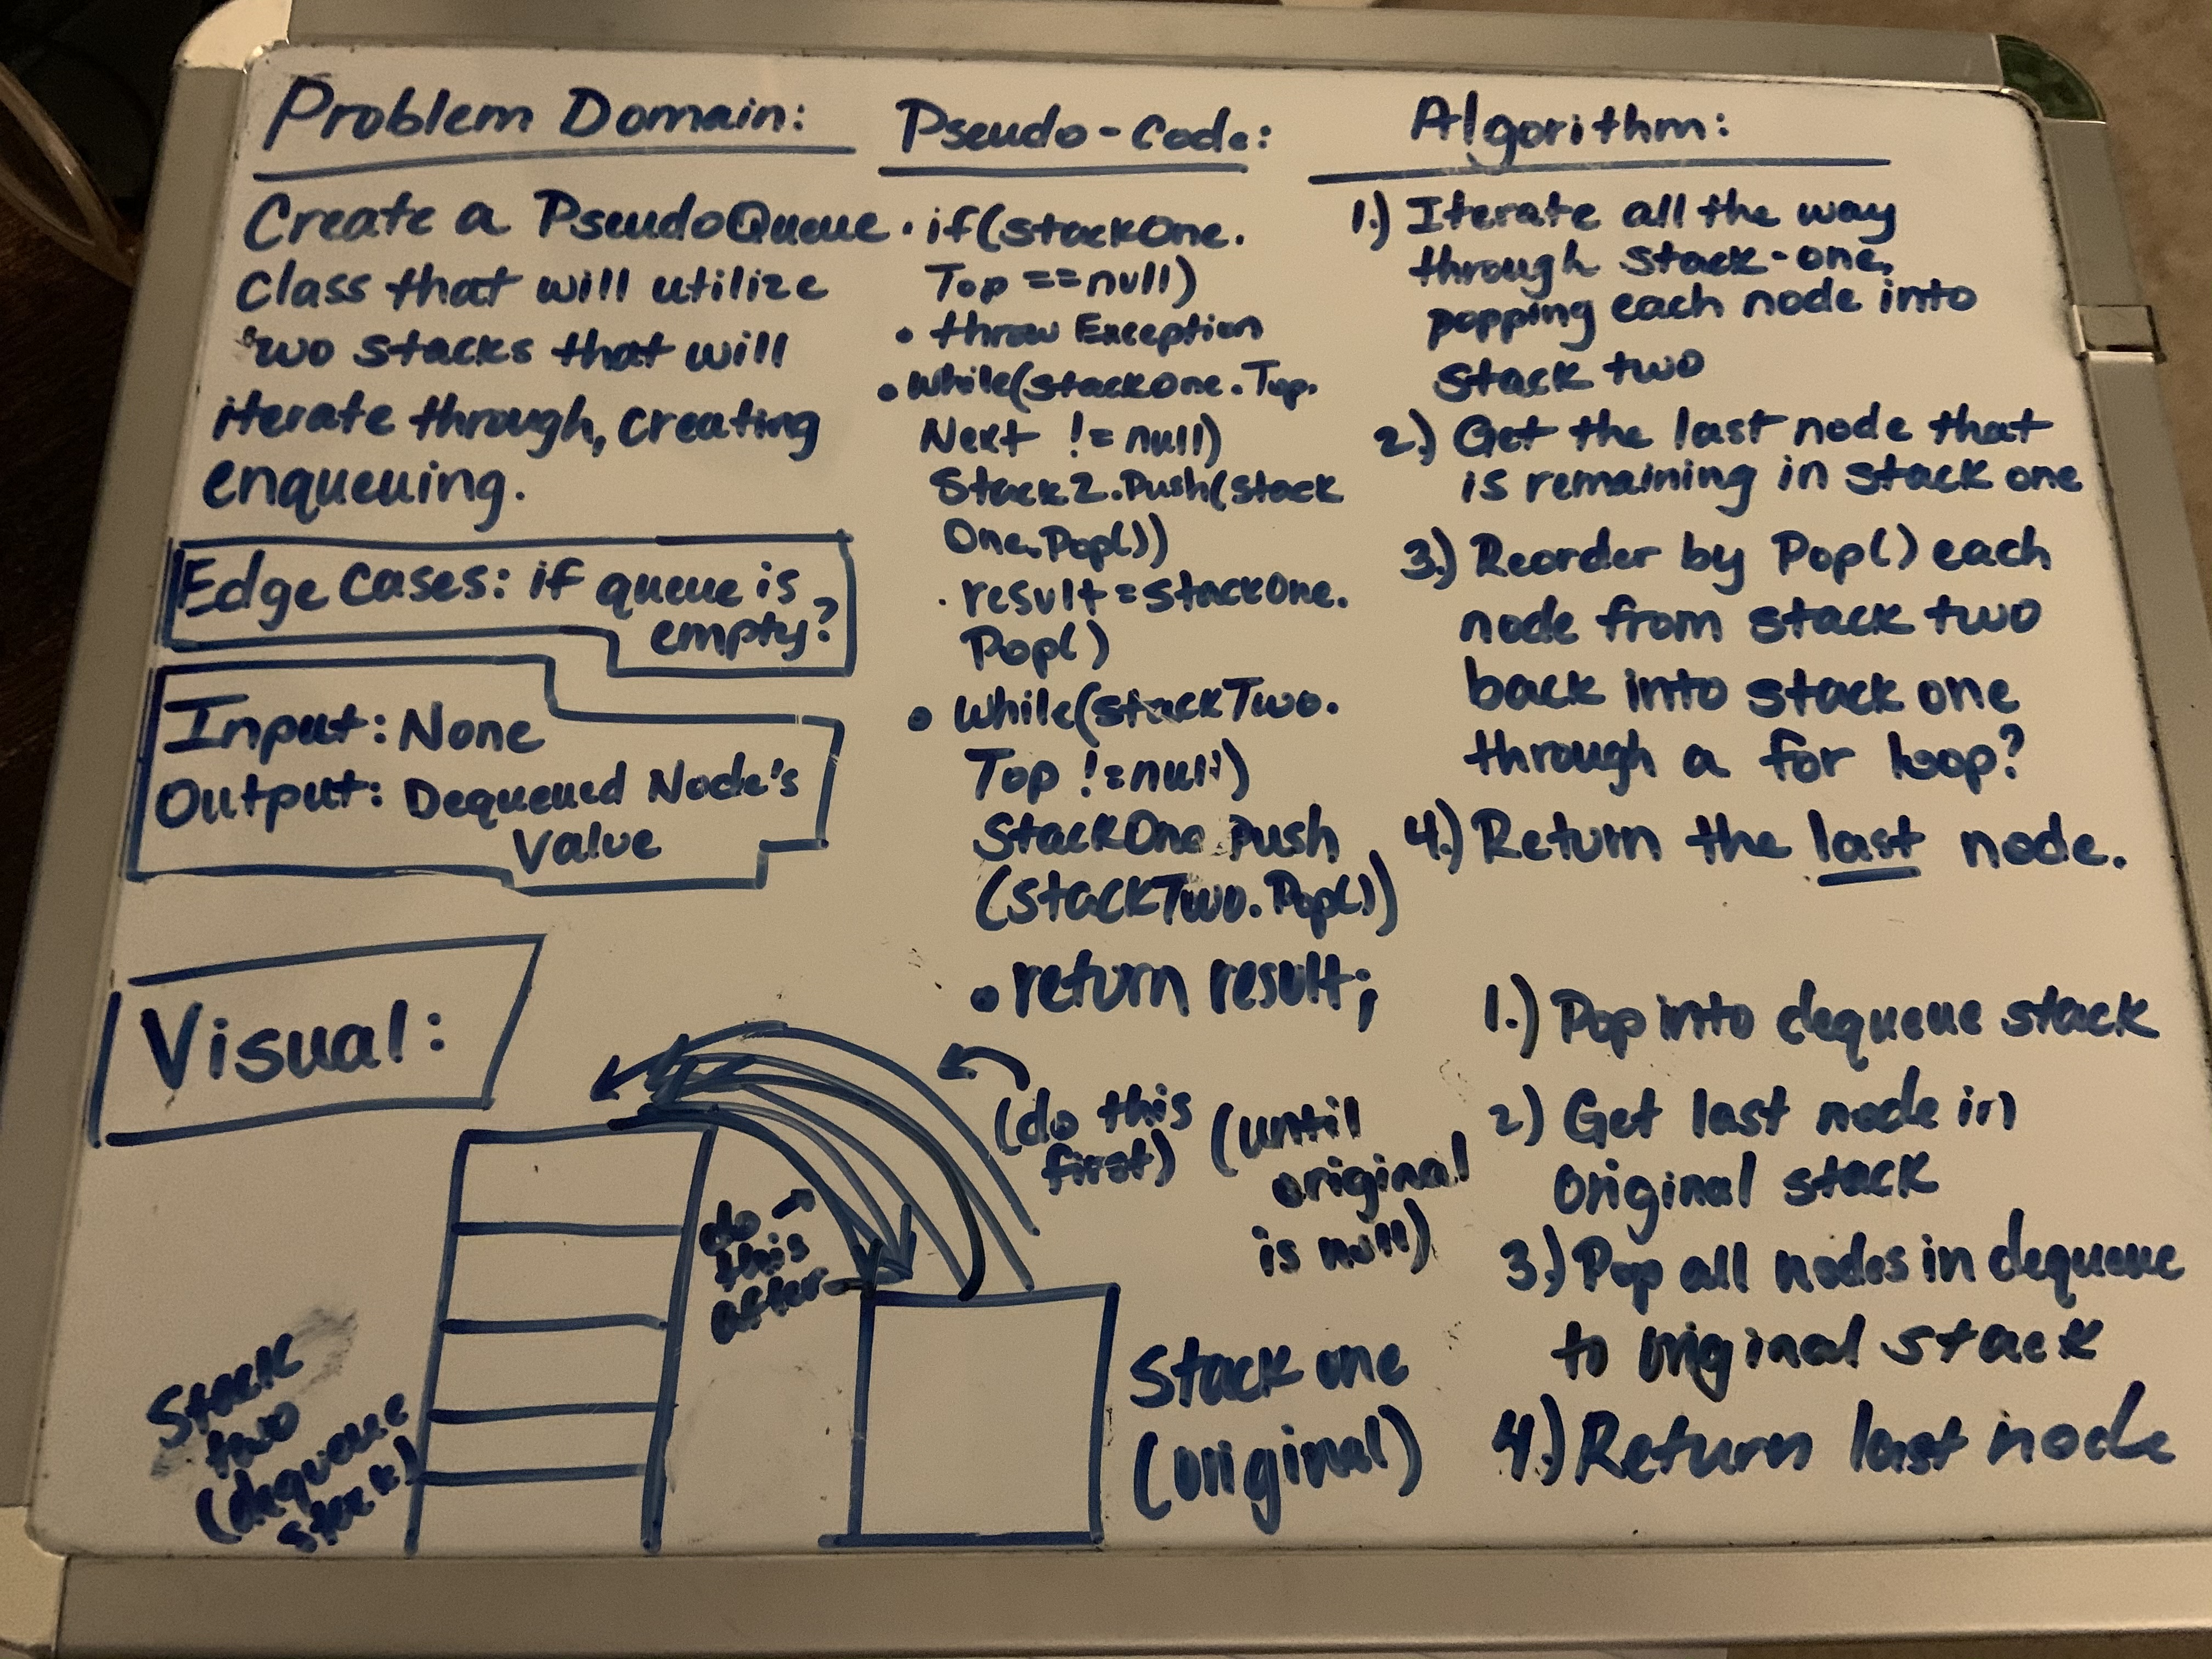 Problem Domain:
Create a PseudoQueue
class that will utilize
two stacks that will
iterate through, creating
enqueuing.
Edge Cases: if queue is
empty?
Input: None
Output: Dequeued Node's
Value
Pseudo-Code:
• if(stackOne.
Top == null)
• throw Exception
• while(stackOne.Top.
Next != null)
Stack2.Push(stack
One.Pop())
• result = stackOne.
Pop()
• while(stackTwo.
Top != null)
StackOne.Push
(stackTwo.Pop())
• return result;
Algorithm:
1.) Iterate all the way
through stack-one,
popping each node into
stack two
2.) Get the last node that
is remaining in stack one
3.) Reorder by Pop() each
node from stack two
back into stack one
through a for loop?
4.) Return the last node.
1.) Pop into dequeue stack
2) Get last node in
original stack
3.) Pop all nodes in dequeue
to original stack
4.) Return last node
Visual:
(do this
first)
(until
original
is null)
do
this
after
Stack
two
(dequeue
stack)
Stack one
(original)